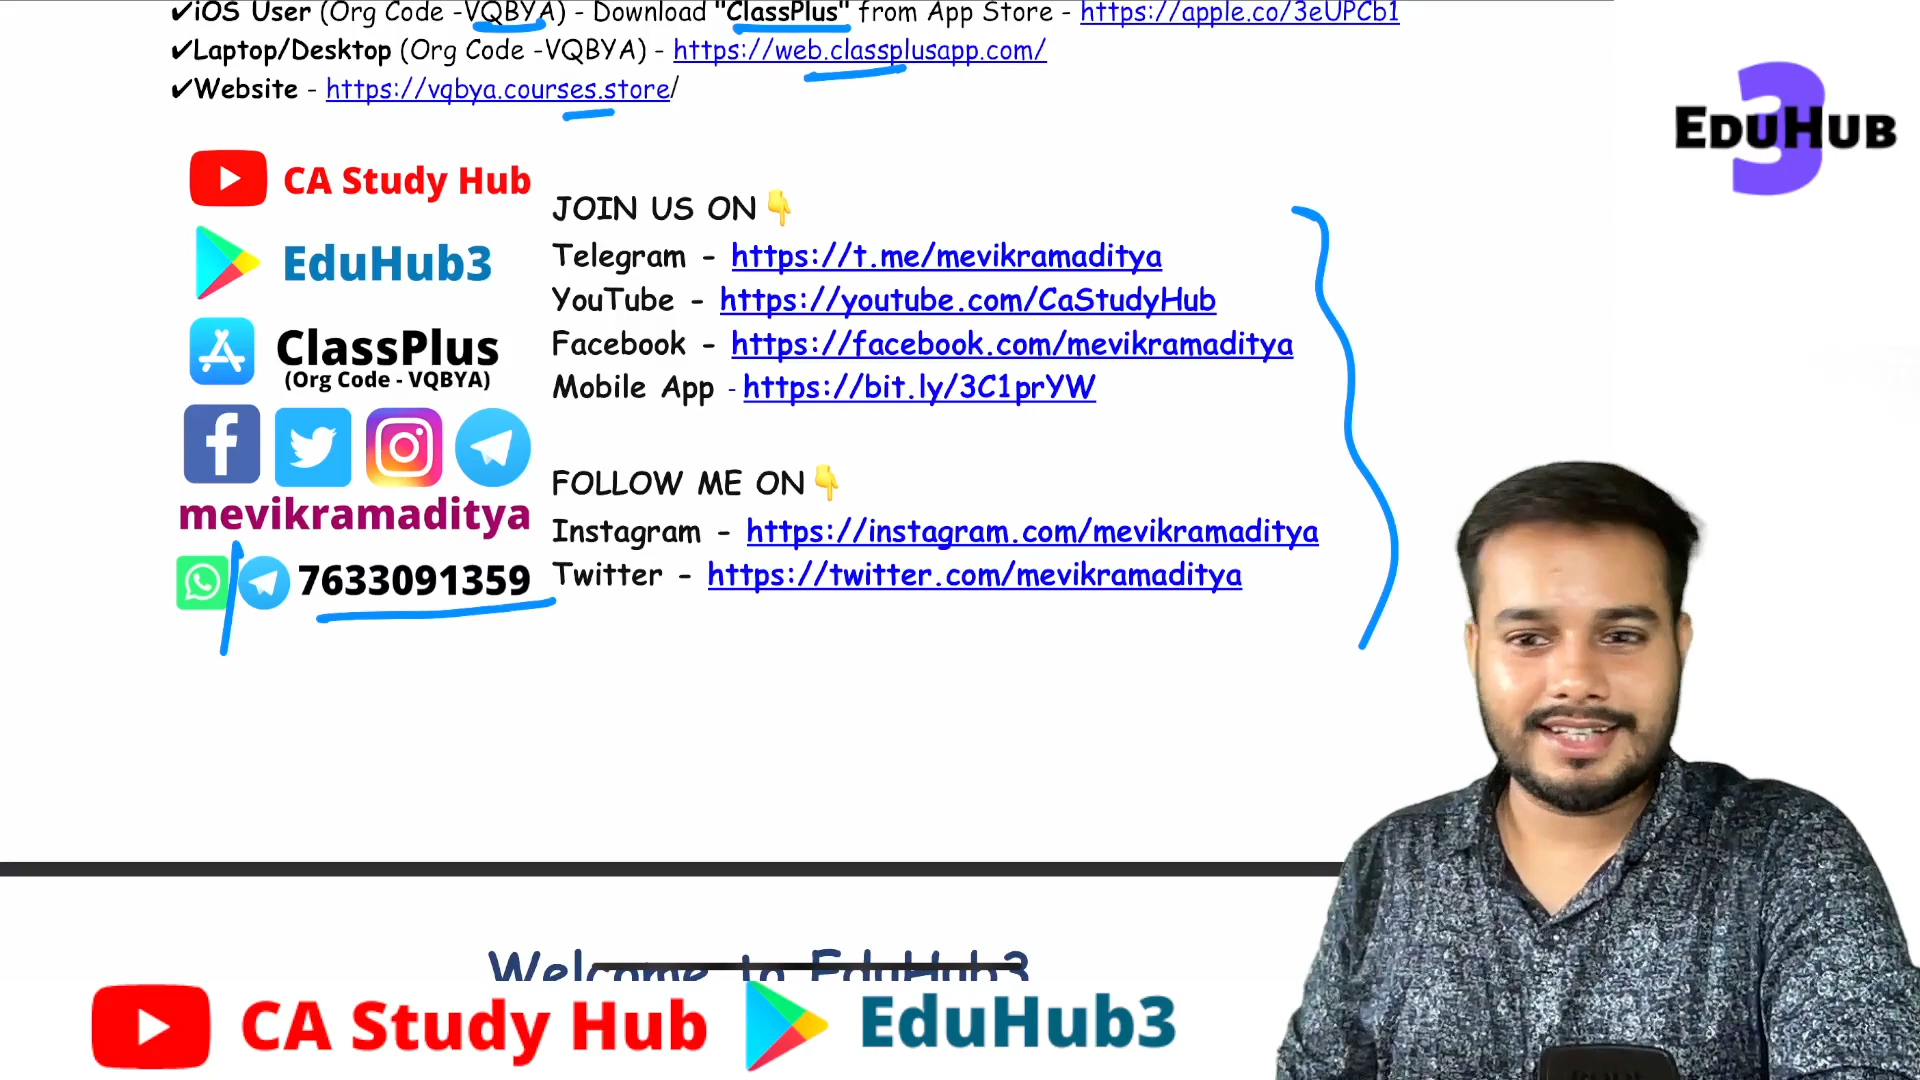 ✔iOS User (Org Code -VQBYA) - Download "ClassPlus" from App Store - https://apple.co/3eUPCb1
✔Laptop/Desktop (Org Code -VQBYA) - https://web.classplusapp.com/
✔Website - https://vqbya.courses.store/
3
EDUHUB
CA Study Hub
EduHub3
ClassPlus
(Org Code - VQBYA)
mevikramaditya
7633091359
JOIN US ON👇
Telegram - https://t.me/mevikramaditya
YouTube - https://youtube.com/CaStudyHub
Facebook - https://facebook.com/mevikramaditya
Mobile App - https://bit.ly/3C1prYW
FOLLOW ME ON👇
Instagram - https://instagram.com/mevikramaditya
Twitter - https://twitter.com/mevikramaditya
Welcome to EduHub3
CA Study Hub
EduHub3